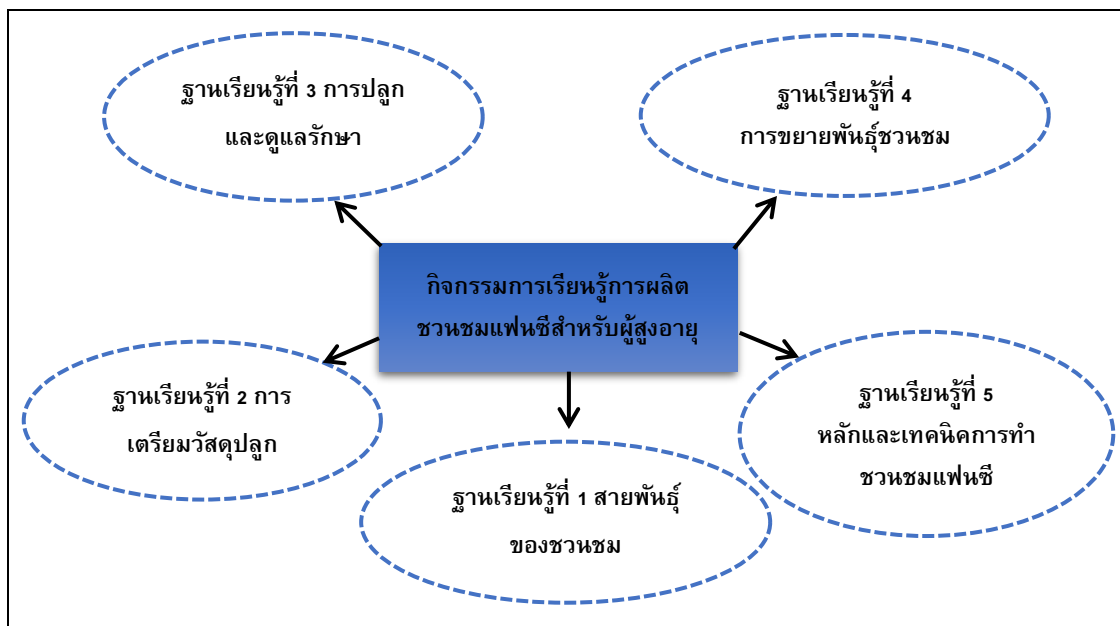 ฐานเรียนรู้ที่ 3 การปลูก
และดูแลรักษา
ฐานเรียนรู้ที่ 4
การขยายพันธุ์ชวนชม
กิจกรรมการเรียนรู้การผลิต
ชวนชมแฟนซีสำหรับผู้สูงอายุ
ฐานเรียนรู้ที่ 2 การ
เตรียมวัสดุปลูก
ฐานเรียนรู้ที่ 5
หลักและเทคนิคการทำ
ชวนชมแฟนซี
ฐานเรียนรู้ที่ 1 สายพันธุ์
ของชวนชม